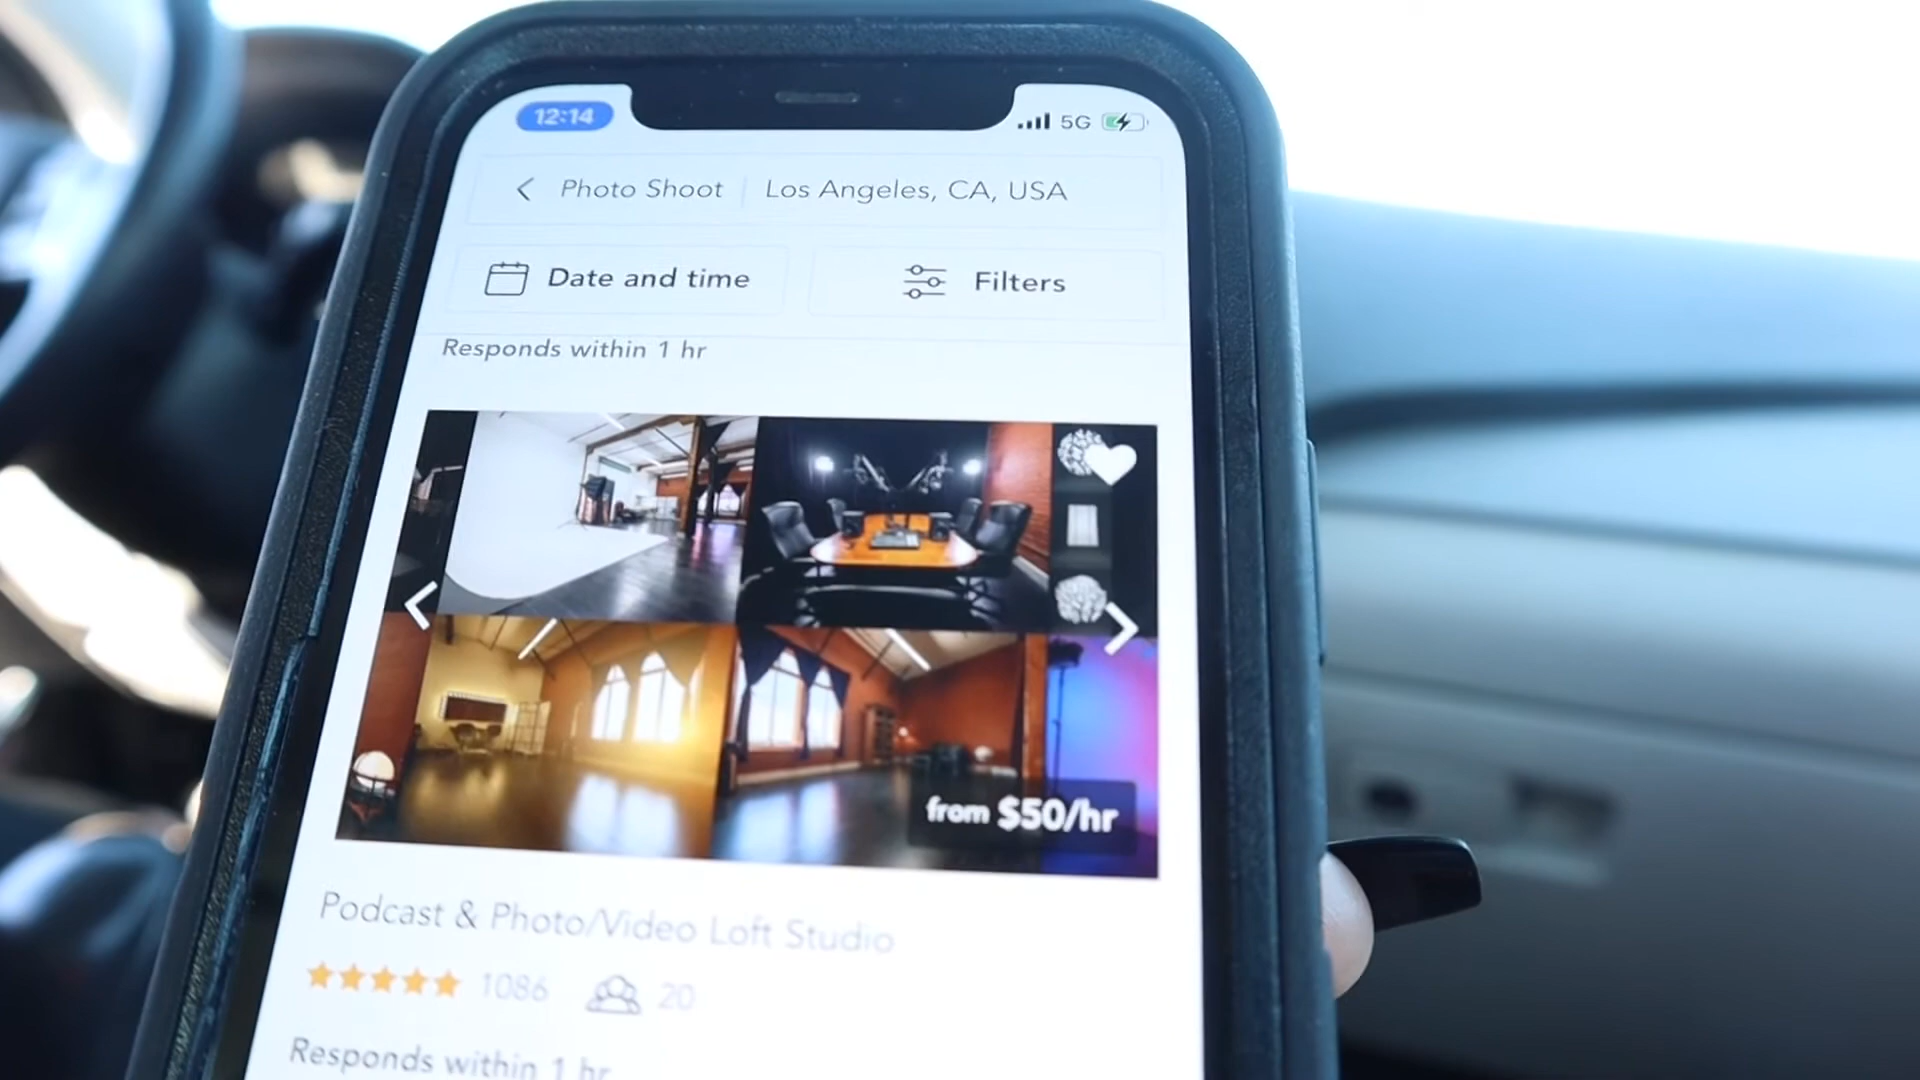 12:14 5G
Photo Shoot Los Angeles, CA, USA
Date and time Filters
Responds within 1 hr
from $50/hr
Podcast & Photo/Video Loft Studio
1086 20
Responds within 1 hr